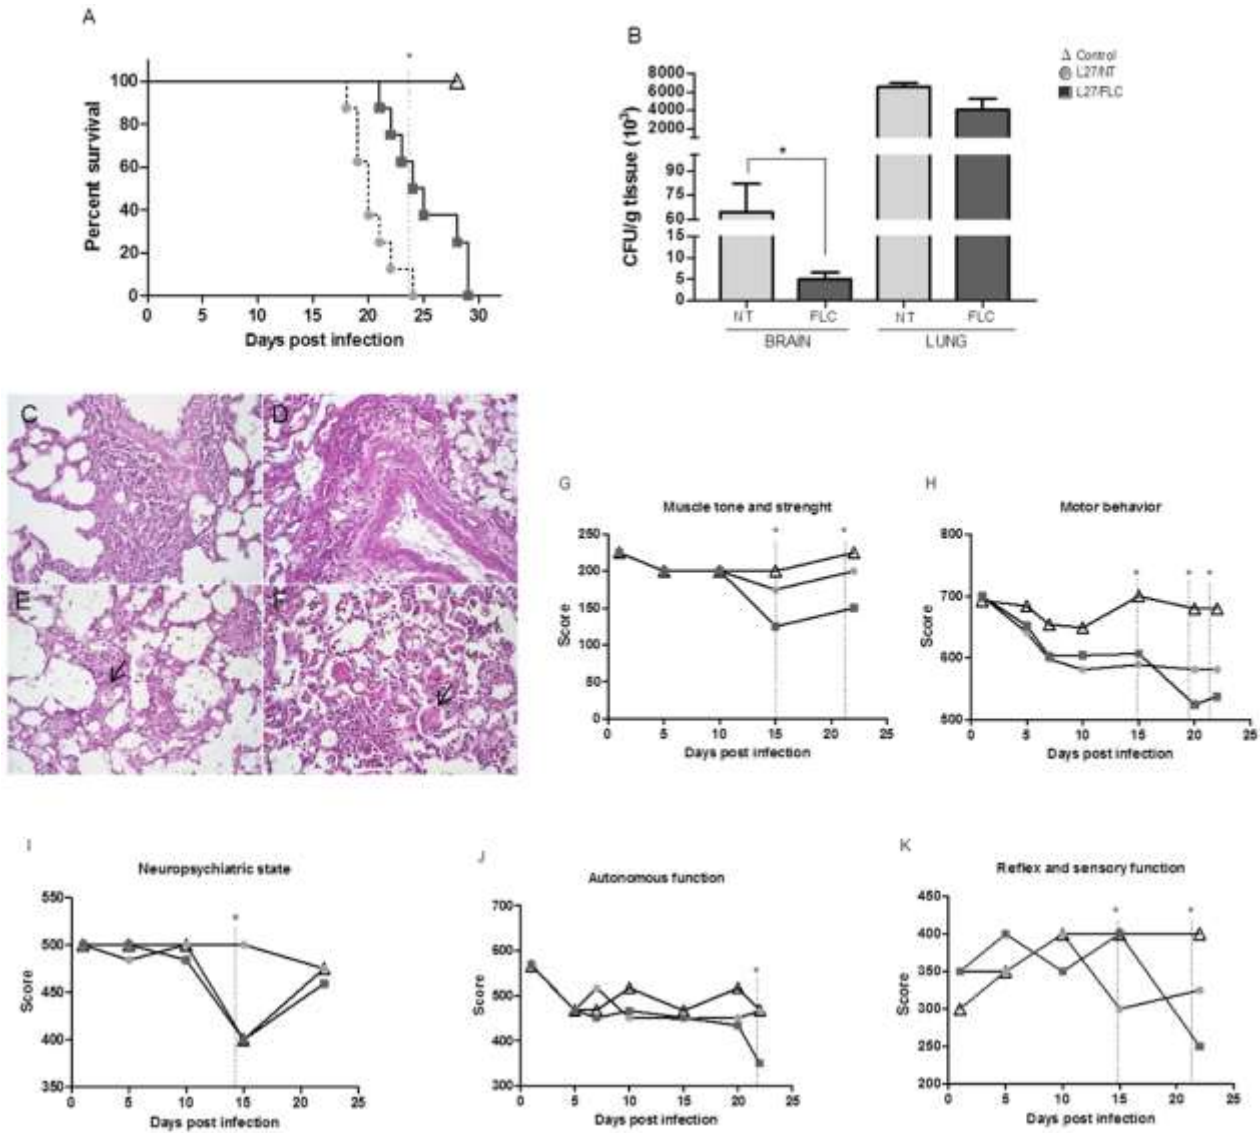 A
Percent survival
100
80
60
40
20
0
0 5 10 15 20 25 30
Days post infection
*
B
CFU/g tissue (10³)
8000
6000
4000
2000
90
75
60
15
10
5
0
*
NT FLC NT FLC
BRAIN LUNG
Control
L27/NT
L27/FLC
C
D
E
F
G
Muscle tone and strenght
* *
Score
250
200
150
100
50
0
0 5 10 15 20 25
Days post infection
H
Motor behavior
* * *
Score
800
700
600
500
0 5 10 15 20 25
Days post infection
I
Neuropsychiatric state
*
Score
550
500
450
400
350
0 5 10 15 20 25
Days post infection
J
Autonomous function
*
Score
700
600
500
400
300
0 5 10 15 20 25
Days post infection
K
Reflex and sensory function
* *
Score
450
400
350
300
250
200
0 5 10 15 20 25
Days post infection